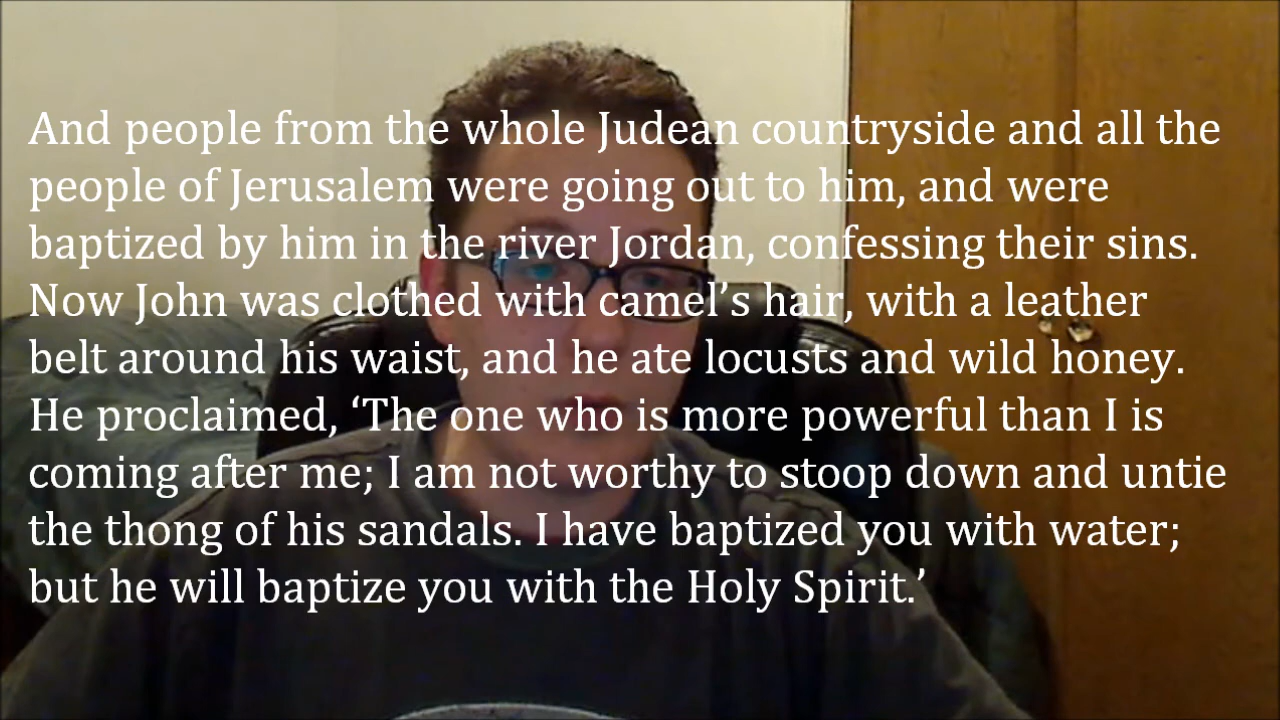 And people from the whole Judean countryside and all the
people of Jerusalem were going out to him, and were
baptized by him in the river Jordan, confessing their sins.
Now John was clothed with camel’s hair, with a leather
belt around his waist, and he ate locusts and wild honey.
He proclaimed, ‘The one who is more powerful than I is
coming after me; I am not worthy to stoop down and untie
the thong of his sandals. I have baptized you with water;
but he will baptize you with the Holy Spirit.’